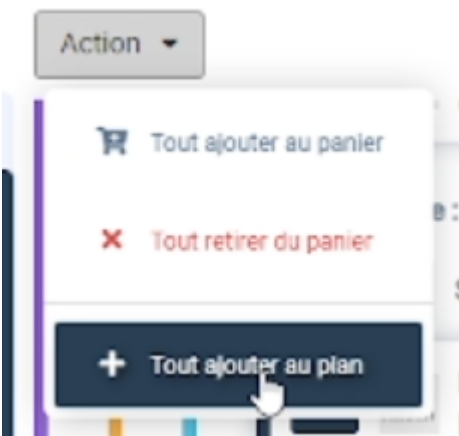 Action
Tout ajouter au panier
Tout retirer du panier
Tout ajouter au plan